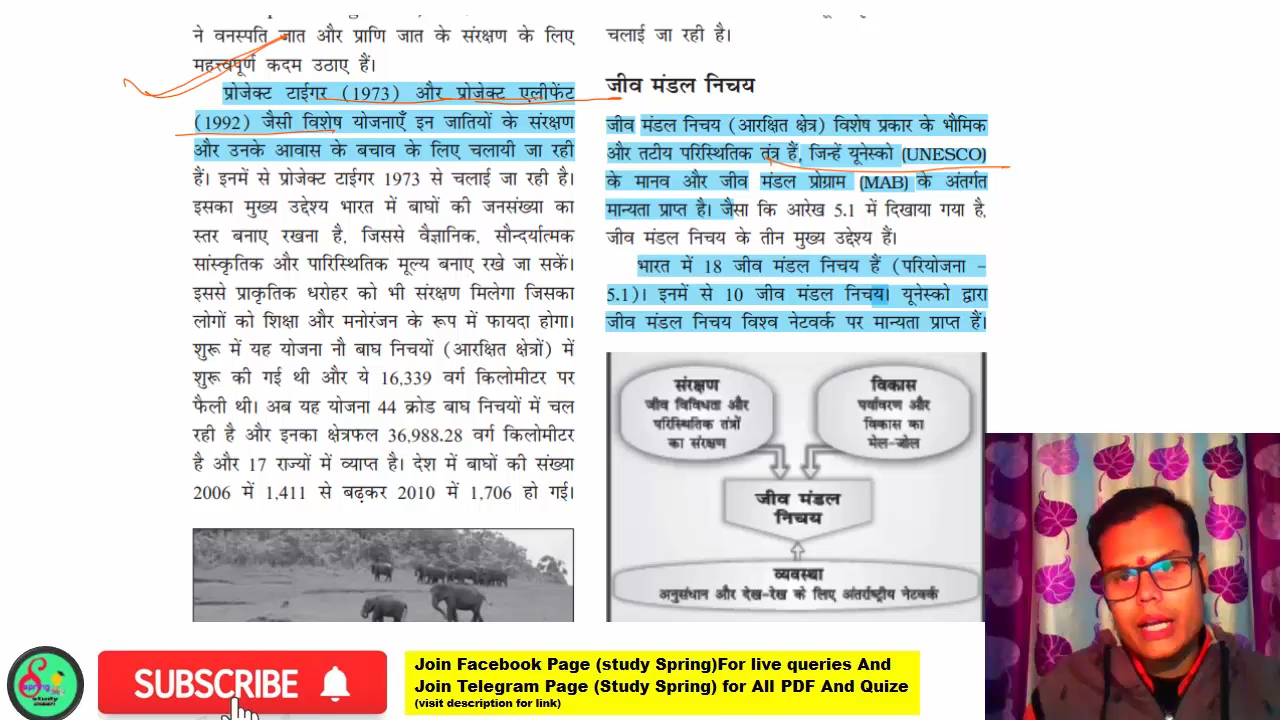 ने वनस्पति जात और प्राणि जात के संरक्षण के लिए
महत्त्वपूर्ण कदम उठाए हैं।
प्रोजेक्ट टाईगर (1973) और प्रोजेक्ट एलीफेंट
(1992) जैसी विशेष योजनाएँ इन जातियों के संरक्षण
और उनके आवास के बचाव के लिए चलायी जा रही
हैं। इनमें से प्रोजेक्ट टाईगर 1973 से चलाई जा रही है।
इसका मुख्य उद्देश्य भारत में बाघों की जनसंख्या का
स्तर बनाए रखना है, जिससे वैज्ञानिक, सौन्दर्यात्मक
सांस्कृतिक और पारिस्थितिक मूल्य बनाए रखे जा सकें।
इससे प्राकृतिक धरोहर को भी संरक्षण मिलेगा जिसका
लोगों को शिक्षा और मनोरंजन के रूप में फायदा होगा।
शुरू में यह योजना नौ बाघ निचयों (आरक्षित क्षेत्रों) में
शुरू की गई थी और ये 16,339 वर्ग किलोमीटर पर
फैली थी। अब यह योजना 44 क्रोड बाघ निचयों में चल
रही है और इनका क्षेत्रफल 36,988.28 वर्ग किलोमीटर
है और 17 राज्यों में व्याप्त है। देश में बाघों की संख्या
2006 में 1,411 से बढ़कर 2010 में 1,706 हो गई।
चलाई जा रही है।
जीव मंडल निचय
जीव मंडल निचय (आरक्षित क्षेत्र) विशेष प्रकार के भौमिक
और तटीय परिस्थितिक तंत्र हैं, जिन्हें यूनेस्को (UNESCO)
के मानव और जीव मंडल प्रोग्राम (MAB) के अंतर्गत
मान्यता प्राप्त है। जैसा कि आरेख 5.1 में दिखाया गया है,
जीव मंडल निचय के तीन मुख्य उद्देश्य हैं।
भारत में 18 जीव मंडल निचय हैं (परियोजना –
5.1)। इनमें से 10 जीव मंडल निचय। यूनेस्को द्वारा
जीव मंडल निचय विश्व नेटवर्क पर मान्यता प्राप्त हैं।
संरक्षण
जीव विविधता और
परिस्थितिक तंत्रों
का संरक्षण
विकास
पर्यावरण और
विकास का
मेल-जोल
जीव मंडल
निचय
व्यवस्था
अनुसंधान और देख-रेख के लिए अंतर्राष्ट्रीय नेटवर्क
SUBSCRIBE
Join Facebook Page (study Spring)For live queries And
Join Telegram Page (Study Spring) for All PDF And Quize
(visit description for link)